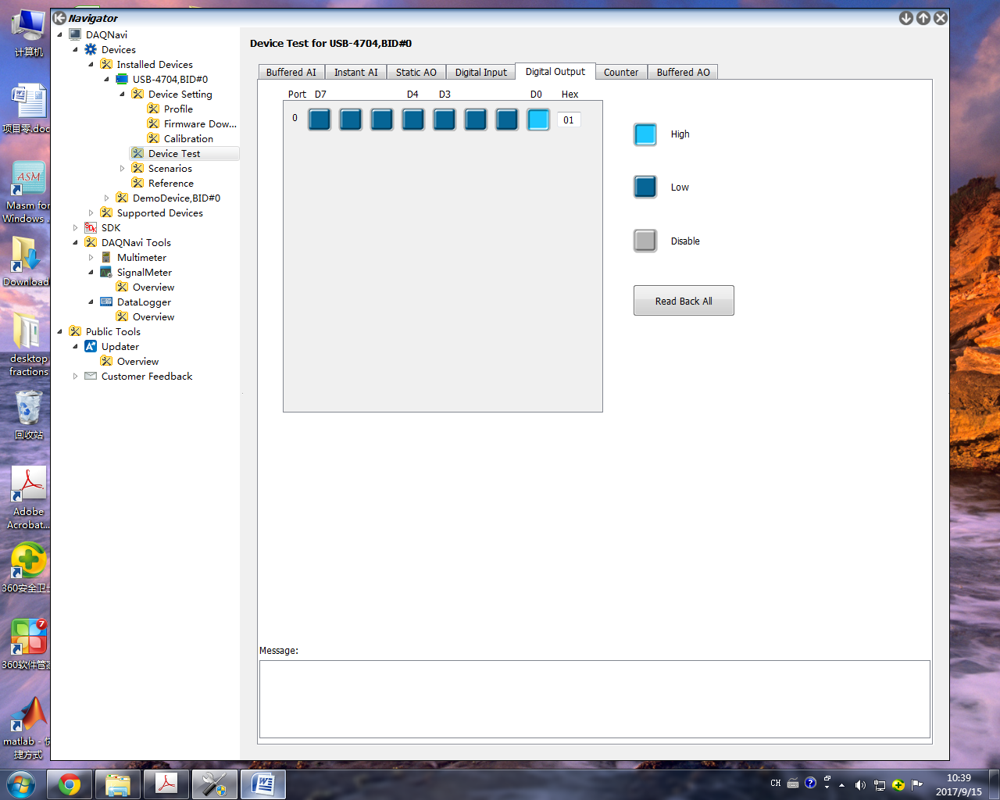 计算机
项目零.doc
ASM
Masm for
Windows ...
Download
desktop
fractions
回收站
Adobe
Acrobat...
360安全卫士
7
360软件管家
matlab - 快
捷方式
Navigator
DAQNavi
Devices
Installed Devices
USB-4704,BID#0
Device Setting
Profile
Firmware Dow...
Calibration
Device Test
Scenarios
Reference
DemoDevice,BID#0
Supported Devices
SDK
DAQNavi Tools
Multimeter
SignalMeter
Overview
DataLogger
Overview
Public Tools
Updater
Overview
Customer Feedback
Device Test for USB-4704,BID#0
Buffered AI Instant AI Static AO Digital Input Digital Output Counter Buffered AO
Port D7 D4 D3 D0 Hex
0 01
High
Low
Disable
Read Back All
Message:
CH 10:39
2017/9/15